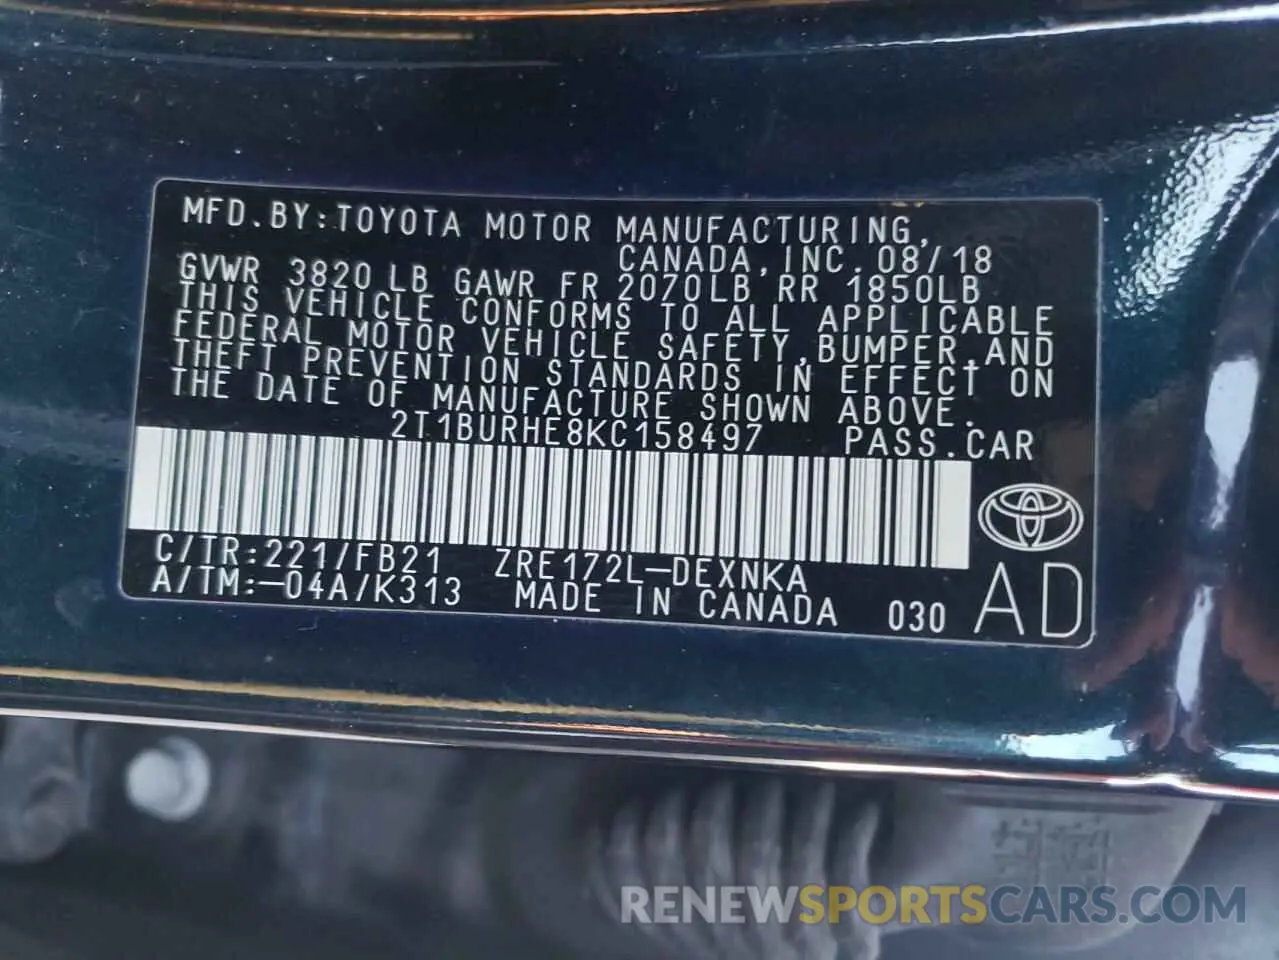 MFD.BY:TOYOTA MOTOR MANUFACTURING,
CANADA,INC.08/18
GVWR 3820 LB GAWR FR 2070LB RR 1850LB
THIS VEHICLE CONFORMS TO ALL APPLICABLE
FEDERAL MOTOR VEHICLE SAFETY,BUMPER,AND
THEFT PREVENTION STANDARDS IN EFFECT ON
THE DATE OF MANUFACTURE SHOWN ABOVE.
2T1BURHE8KC158497 PASS.CAR
C/TR:221/FB21 ZRE172L-DEXNKA
A/TM:-04A/K313 MADE IN CANADA 030 AD
RENEWSPORTSCARS.COM